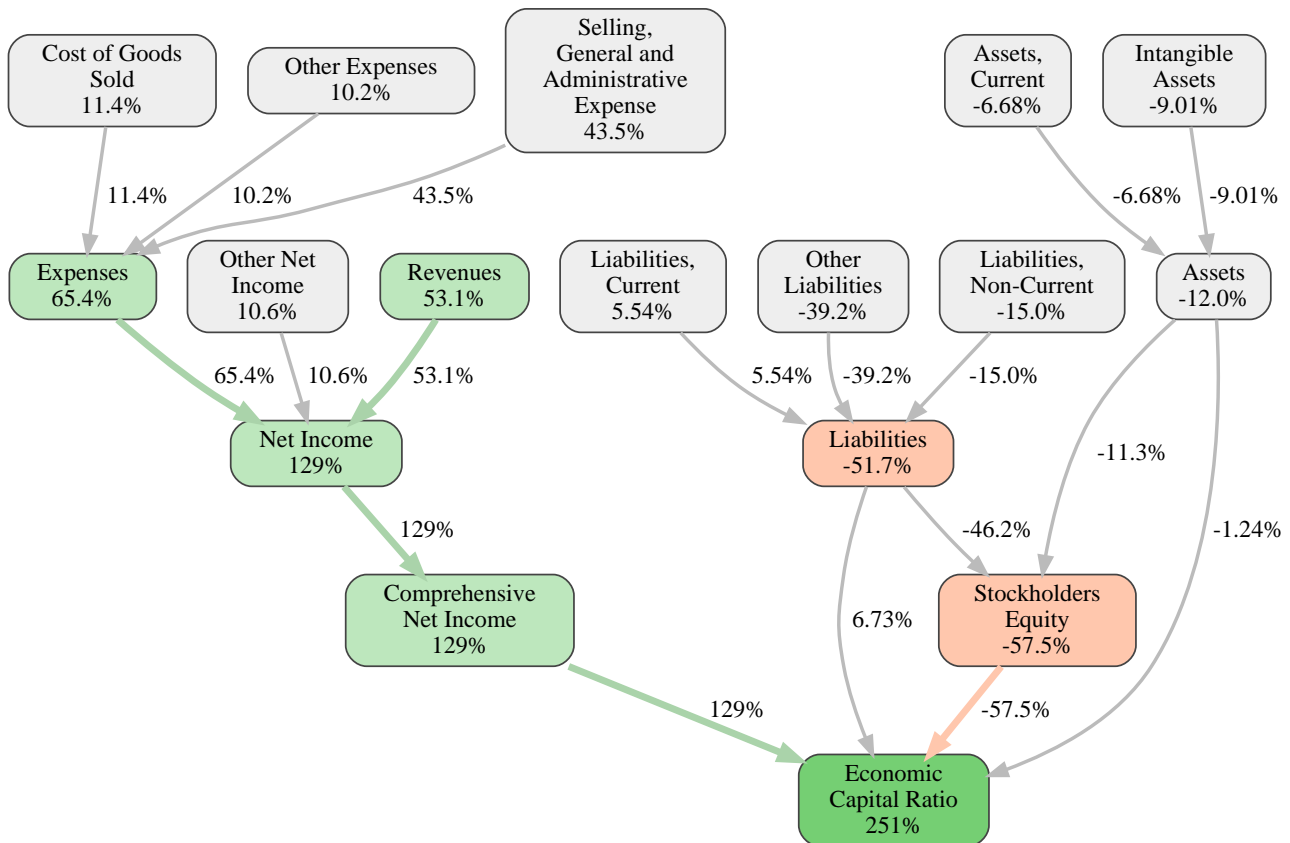 Cost of Goods
Sold
11.4%
Other Expenses
10.2%
Selling,
General and
Administrative
Expense
43.5%
Assets,
Current
-6.68%
Intangible
Assets
-9.01%
11.4%
10.2%
43.5%
-6.68%
-9.01%
Expenses
65.4%
Other Net
Income
10.6%
Revenues
53.1%
Liabilities,
Current
5.54%
Other
Liabilities
-39.2%
Liabilities,
Non-Current
-15.0%
Assets
-12.0%
65.4%
10.6%
53.1%
5.54%
-39.2%
-15.0%
Net Income
129%
Liabilities
-51.7%
-11.3%
129%
-46.2%
-1.24%
Comprehensive
Net Income
129%
6.73%
Stockholders
Equity
-57.5%
129%
-57.5%
Economic
Capital Ratio
251%